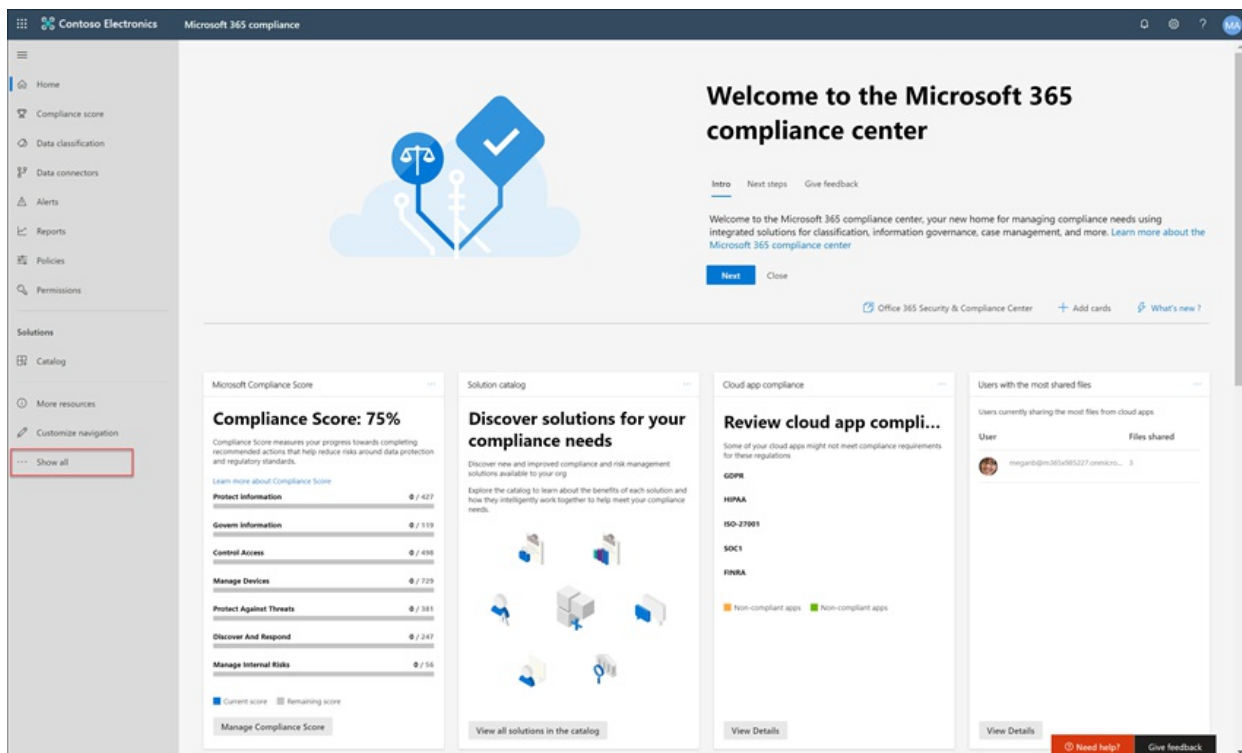 Contoso Electronics
Microsoft 365 compliance
?
MA
Home
Compliance score
Data classification
Data connectors
Alerts
Reports
Policies
Permissions
Solutions
Catalog
More resources
Customize navigation
Show all
Welcome to the Microsoft 365
compliance center
Intro Next steps Give feedback
Welcome to the Microsoft 365 compliance center, your new home for managing compliance needs using
integrated solutions for classification, information governance, case management, and more. Learn more about the
Microsoft 365 compliance center
Next Close
Office 365 Security & Compliance Center + Add cards What's new ?
Microsoft Compliance Score
Compliance Score: 75%
Compliance Score measures your progress towards completing
recommended actions that help reduce risks around data protection
and regulatory standards.
Learn more about Compliance Score
Protect information 0 / 427
Govern information 0 / 119
Control Access 0 / 498
Manage Devices 0 / 729
Protect Against Threats 0 / 381
Discover And Respond 0 / 247
Manage Internal Risks 0 / 56
Current score Remaining score
Manage Compliance Score
Solution catalog
Discover solutions for your
compliance needs
Discover new and improved compliance and risk management
solutions available to your org
Explore the catalog to learn about the benefits of each solution and
how they intelligently work together to help meet your compliance
needs.
View all solutions in the catalog
Cloud app compliance
Review cloud app compli...
Some of your cloud apps might not meet compliance requirements
for these regulations
GDPR
HIPAA
ISO-27001
SOC1
FINRA
Non-compliant apps Non-compliant apps
View Details
Users with the most shared files
Users currently sharing the most files from cloud apps
User Files shared
meganb@m365x985227.onmicro... 3
View Details
Need help? Give feedback